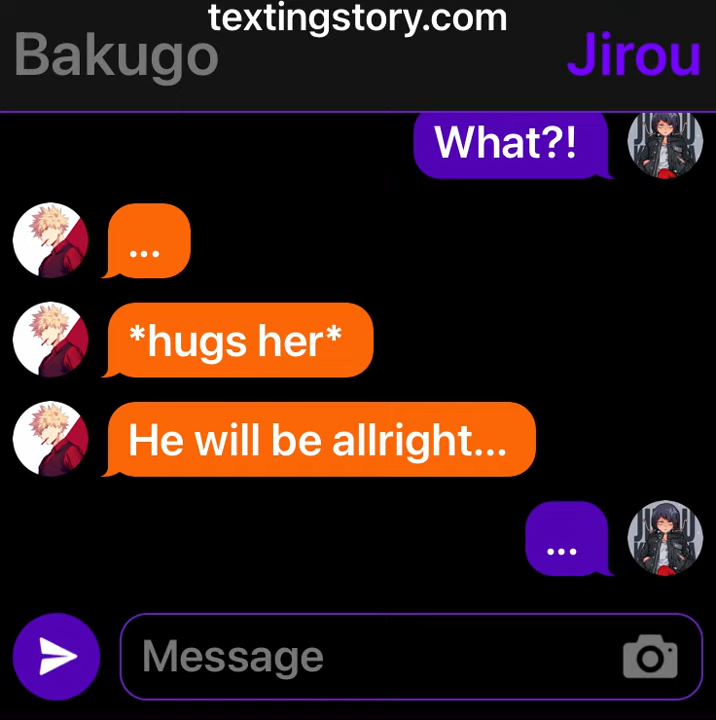 textingstory.com
Bakugo
Jirou
What?!
...
*hugs her*
He will be allright...
...
Message